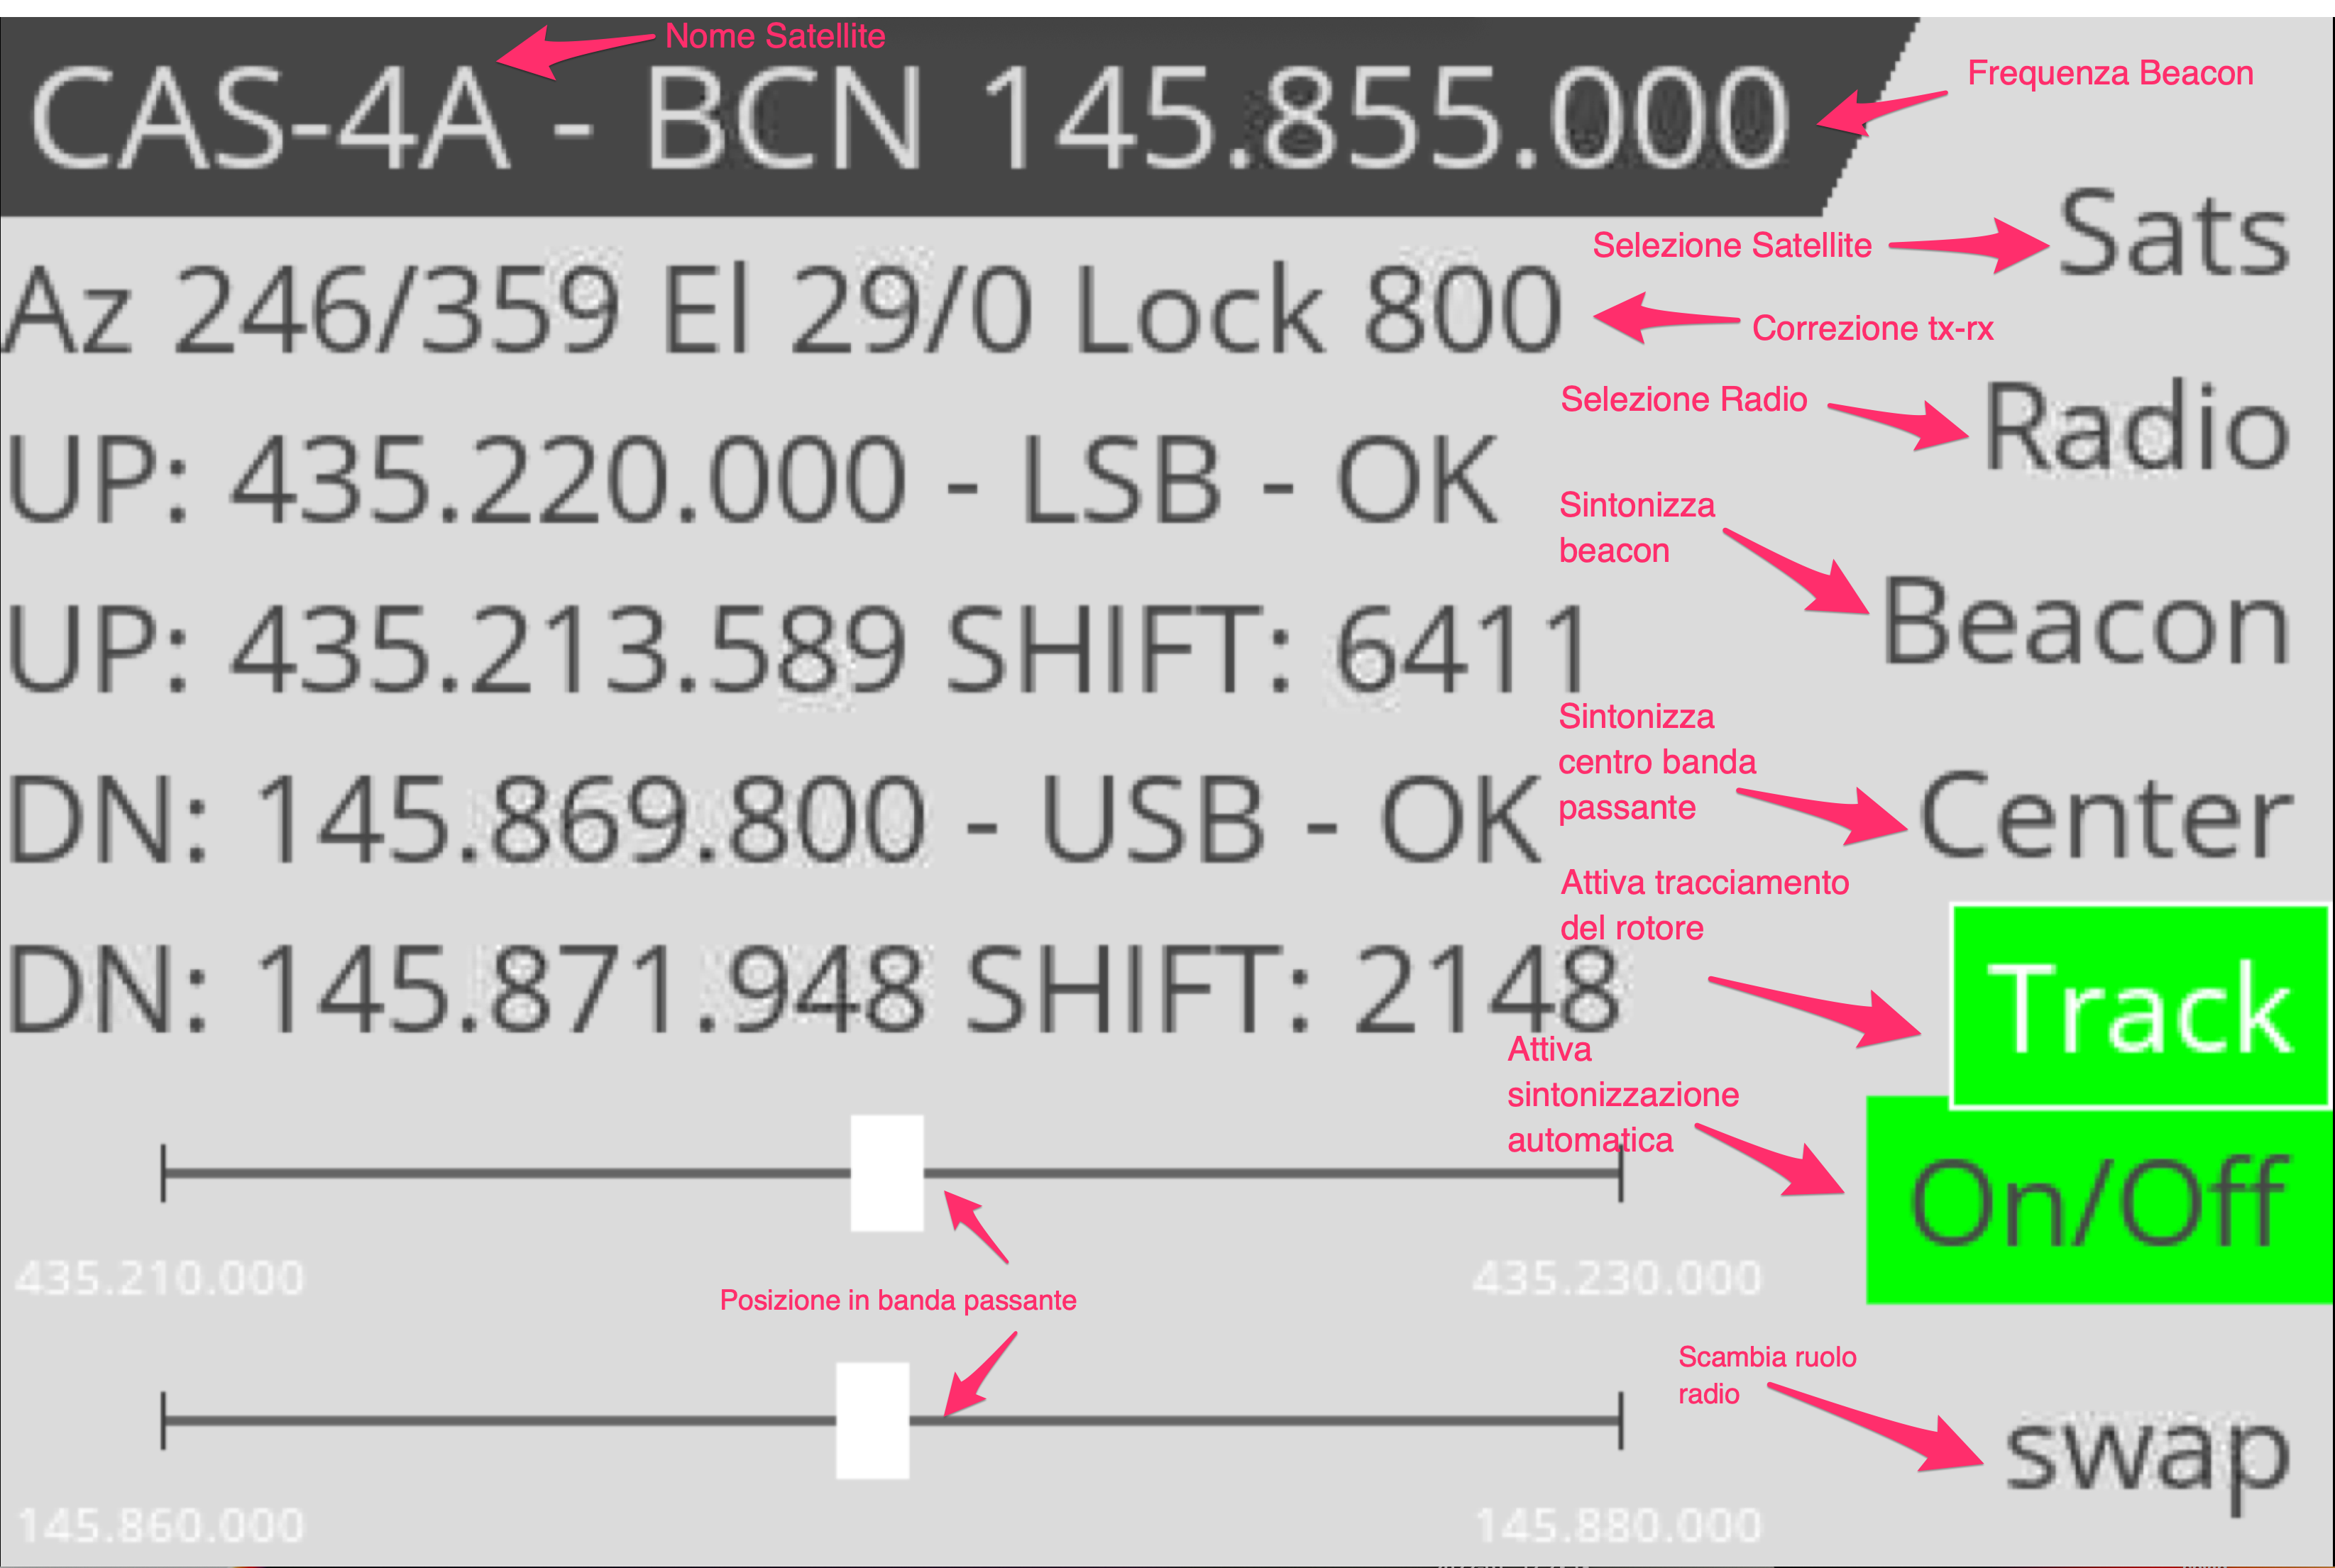 Nome Satellite
CAS-4A - BCN 145.855.000
Frequenza Beacon
Sats
Selezione Satellite
Az 246/359 El 29/0 Lock 800
Correzione tx-rx
Selezione Radio
Radio
UP: 435.220.000 - LSB - OK
Sintonizza
beacon
Beacon
UP: 435.213.589 SHIFT: 6411
Sintonizza
centro banda
passante
Center
DN: 145.869.800 - USB - OK
Attiva tracciamento
del rotore
Track
DN: 145.871.948 SHIFT: 2148
Attiva
sintonizzazione
automatica
On/Off
435.210.000
435.230.000
Posizione in banda passante
Scambia ruolo
radio
swap
145.860.000
145.880.000